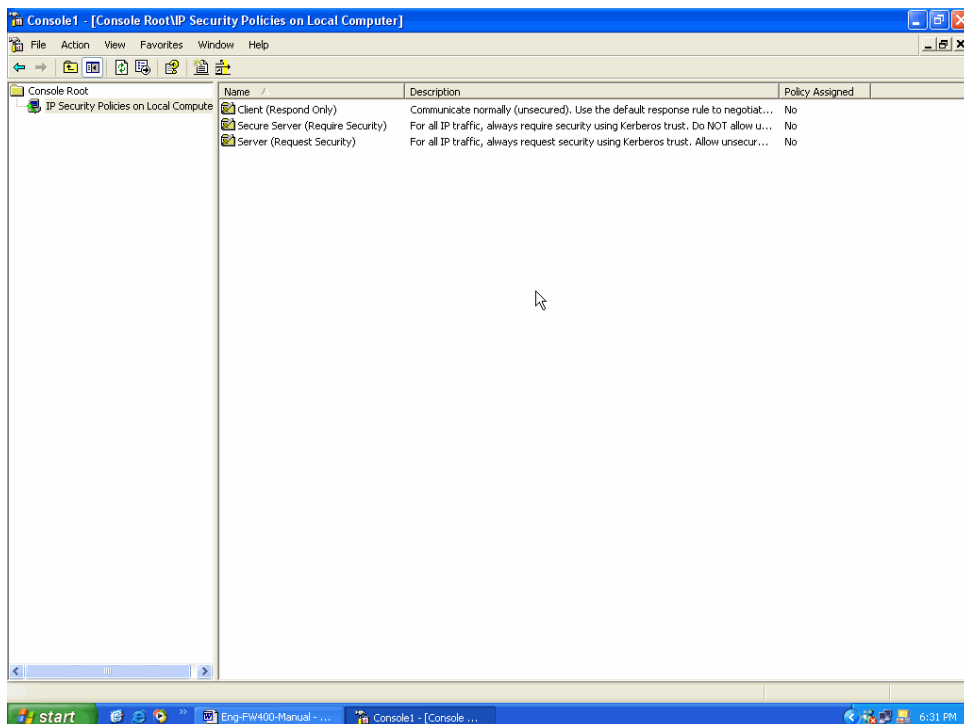 Console1 - [Console Root\IP Security Policies on Local Computer]
File Action View Favorites Window Help
Console Root
IP Security Policies on Local Compute
Name Description Policy Assigned
Client (Respond Only) Communicate normally (unsecured). Use the default response rule to negotiat... No
Secure Server (Require Security) For all IP traffic, always require security using Kerberos trust. Do NOT allow u... No
Server (Request Security) For all IP traffic, always request security using Kerberos trust. Allow unsecur... No
start Eng-FW400-Manual - ... Console1 - [Console ... 6:31 PM